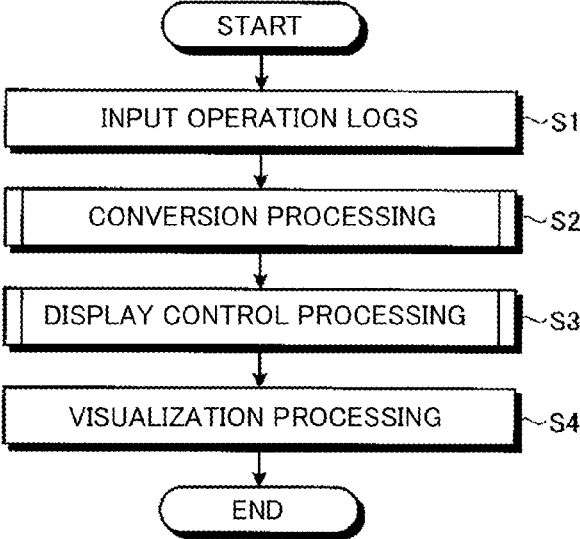 START
INPUT OPERATION LOGS S1
CONVERSION PROCESSING S2
DISPLAY CONTROL PROCESSING S3
VISUALIZATION PROCESSING S4
END